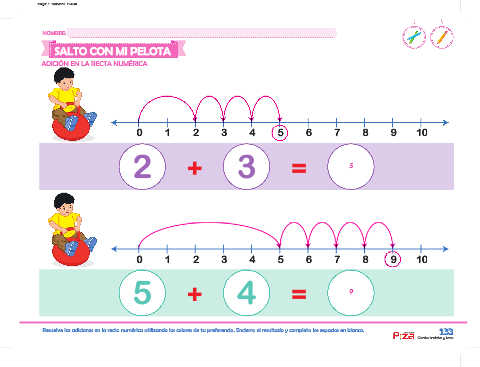 NOMBRE:
SALTO CON MI PELOTA
ADICIÓN EN LA RECTA NUMÉRICA
0 1 2 3 4 5 6 7 8 9 10
2 + 3 =
0 1 2 3 4 5 6 7 8 9 10
5 + 4 = 9
Resuelve las adiciones en la recta numérica utilizando los colores de tu preferencia. Encierra el resultado y completa los espacios en blanco.
133